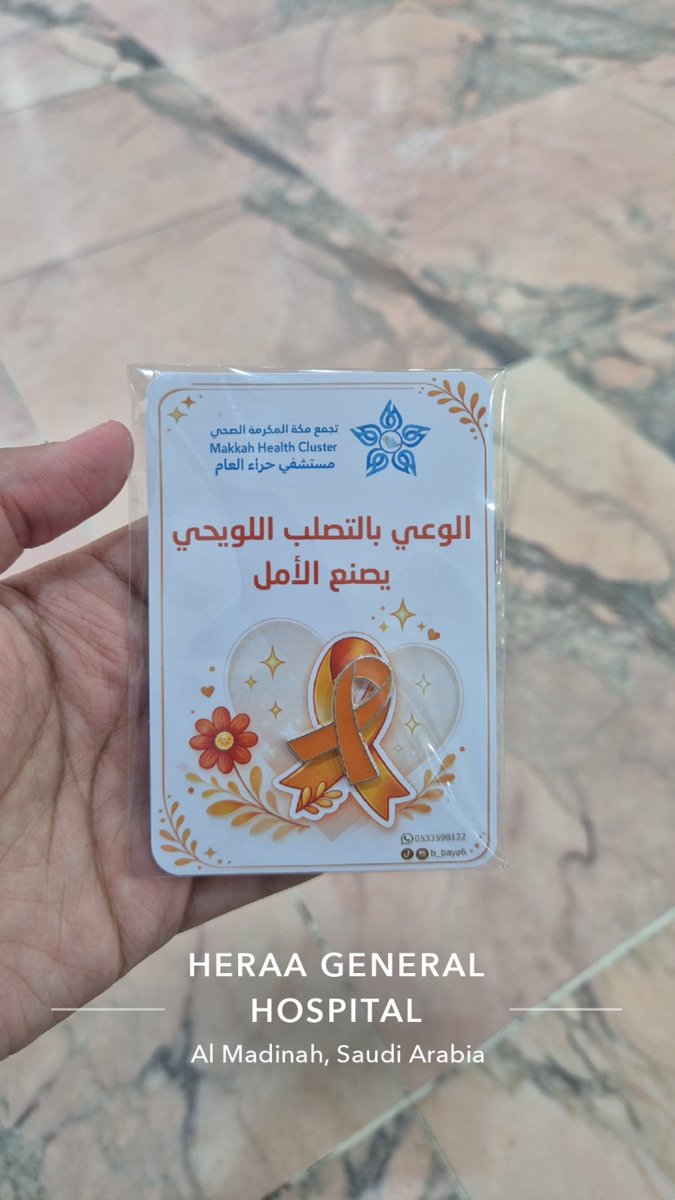 تجمع مكة المكرمة الصحي
Makkah Health Cluster
مستشفى حراء العام
الوعي بالتصلب اللويحي
يصنع الأمل
0533598122
b_baya6.
HERAA GENERAL
HOSPITAL
Al Madinah, Saudi Arabia